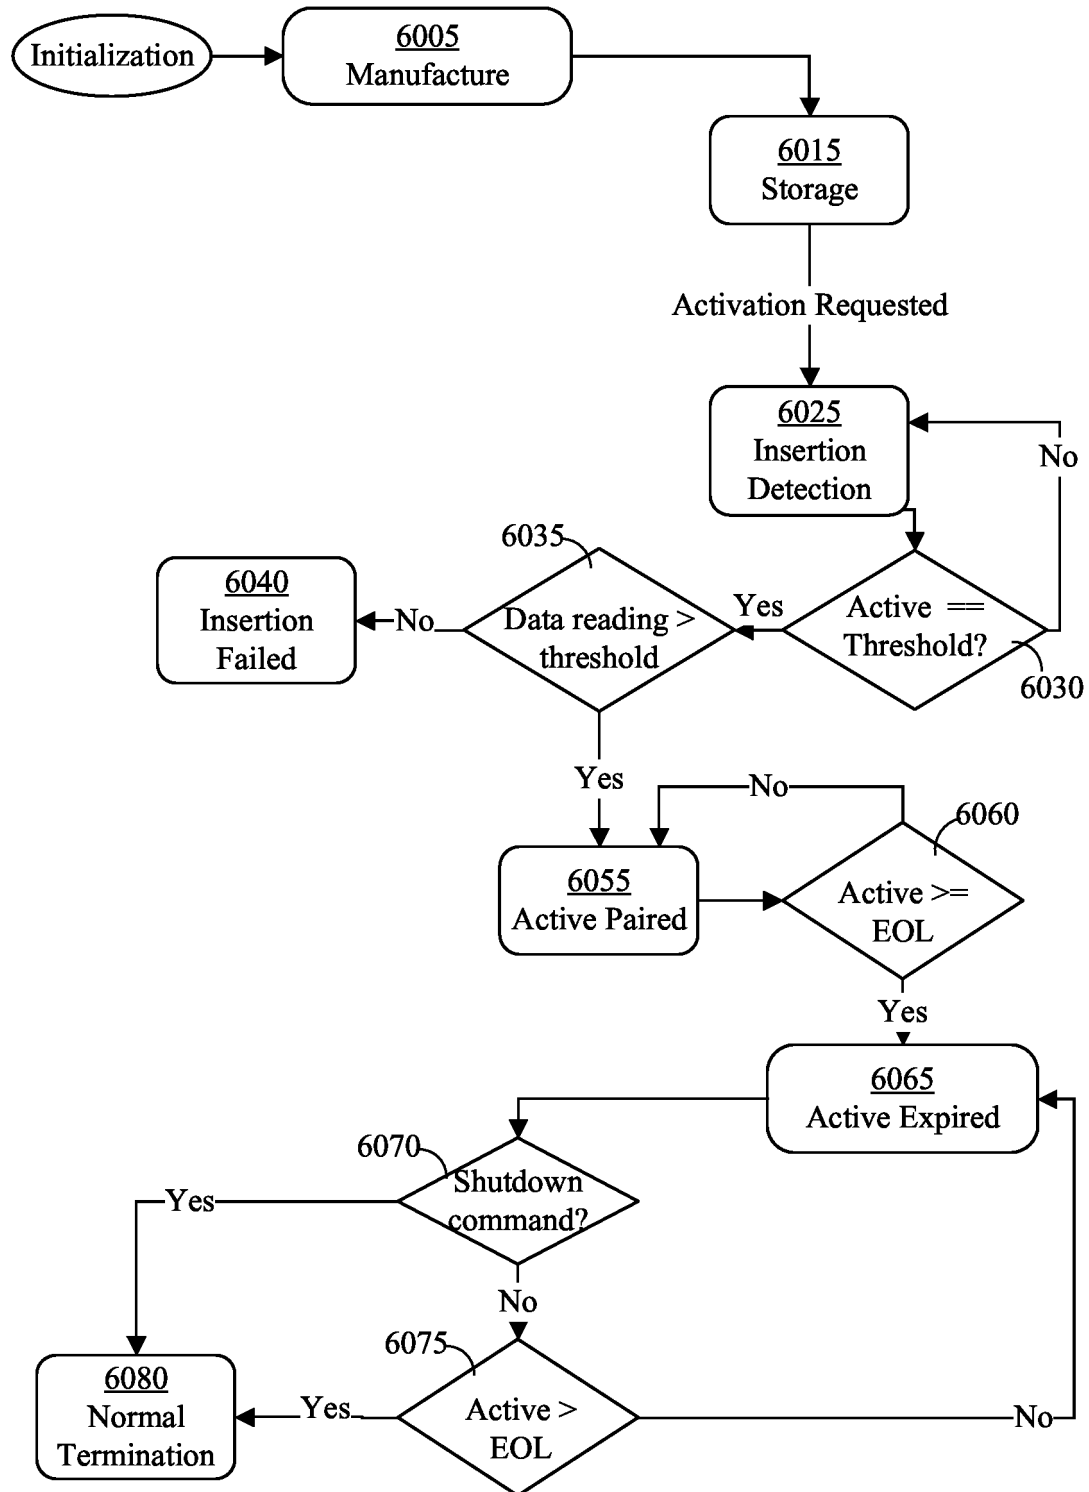 Initialization
6005
Manufacture
6015
Storage
Activation Requested
6025
Insertion
Detection
No
6035
6040
Insertion
Failed
No
Data reading >
threshold
Yes
Active ==
Threshold?
6030
Yes
No
6060
6055
Active Paired
Active >=
EOL
Yes
6065
Active Expired
6070
Shutdown
command?
Yes
No
6075
6080
Normal
Termination
Yes
Active >
EOL
No